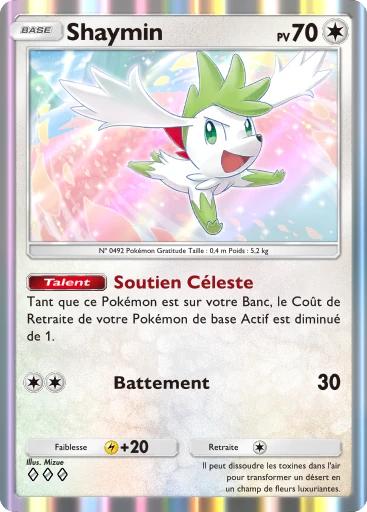 BASE Shaymin PV 70
N° 0492 Pokémon Gratitude Taille : 0,4 m Poids : 5,2 kg
Talent Soutien Céleste
Tant que ce Pokémon est sur votre Banc, le Coût de
Retraite de votre Pokémon de base Actif est diminué
de 1.
Battement 30
Faiblesse +20 Retraite
Illus. Mizue
Il peut dissoudre les toxines dans l'air
pour transformer un désert en
un champ de fleurs luxuriantes.